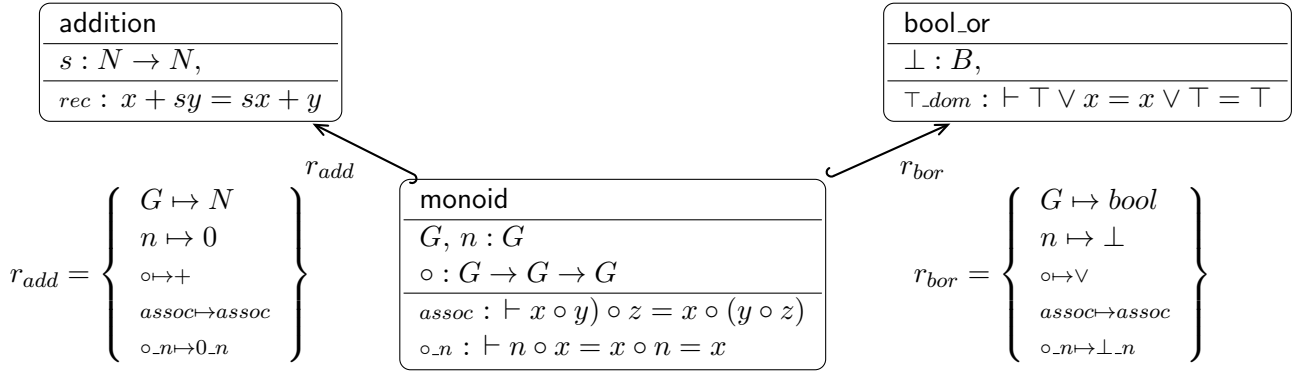 addition
s : N → N,
rec : x + sy = sx + y
bool_or
⊥ : B,
⊤_dom : ⊢ ⊤ ∨ x = x ∨ ⊤ = ⊤
r_add
r_bor
r_add = {
G ↦ N
n ↦ 0
∘↦+
assoc↦assoc
∘_n↦0_n
}
monoid
G, n : G
∘ : G → G → G
assoc : ⊢ x ∘ y) ∘ z = x ∘ (y ∘ z)
∘_n : ⊢ n ∘ x = x ∘ n = x
r_bor = {
G ↦ bool
n ↦ ⊥
∘↦∨
assoc↦assoc
∘_n↦⊥_n
}